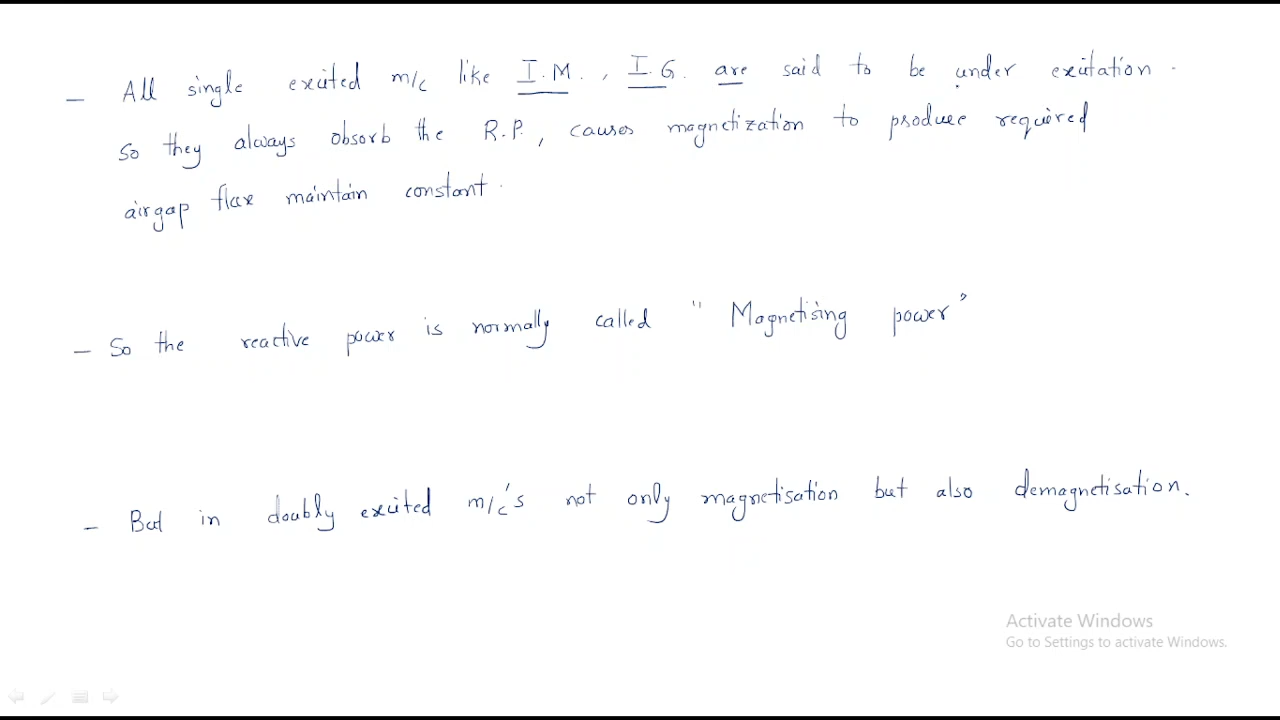 - All single excited m/c like I.M., I.G. are said to be under excitation.
So they always absorb the R.P., causes magnetization to produce required
airgap flux maintain constant.
- So the reactive power is normally called "Magnetising power"
- But in doubly excited m/c's not only magnetisation but also demagnetisation.
Activate Windows
Go to Settings to activate Windows.